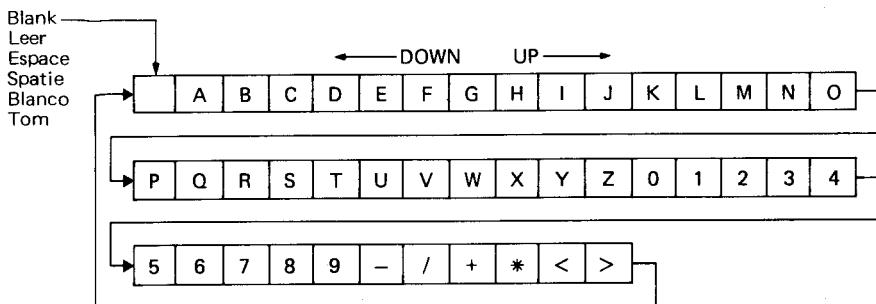 Blank
Leer
Espace
Spatie
Blanco
Tom
DOWN UP
A B C D E F G H I J K L M N O
P Q R S T U V W X Y Z 0 1 2 3 4
5 6 7 8 9 – / + * < >